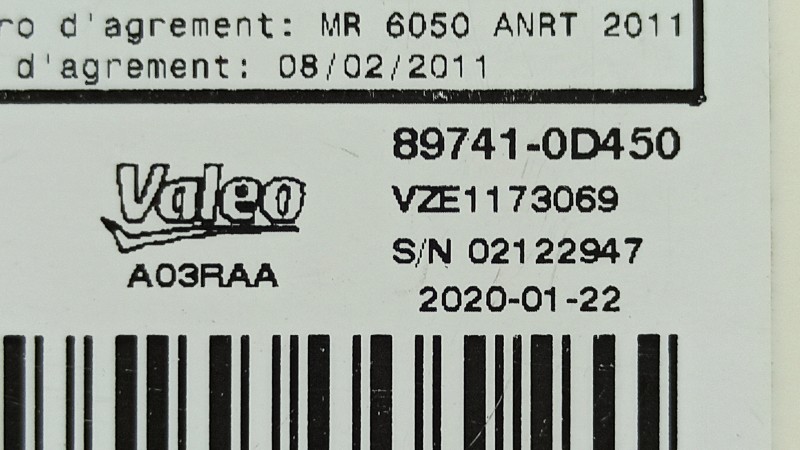 ro d'agrement: MR 6050 ANRT 2011
d'agrement: 08/02/2011
89741-0D450
Valeo
VZE1173069
S/N 02122947
A03RAA
2020-01-22